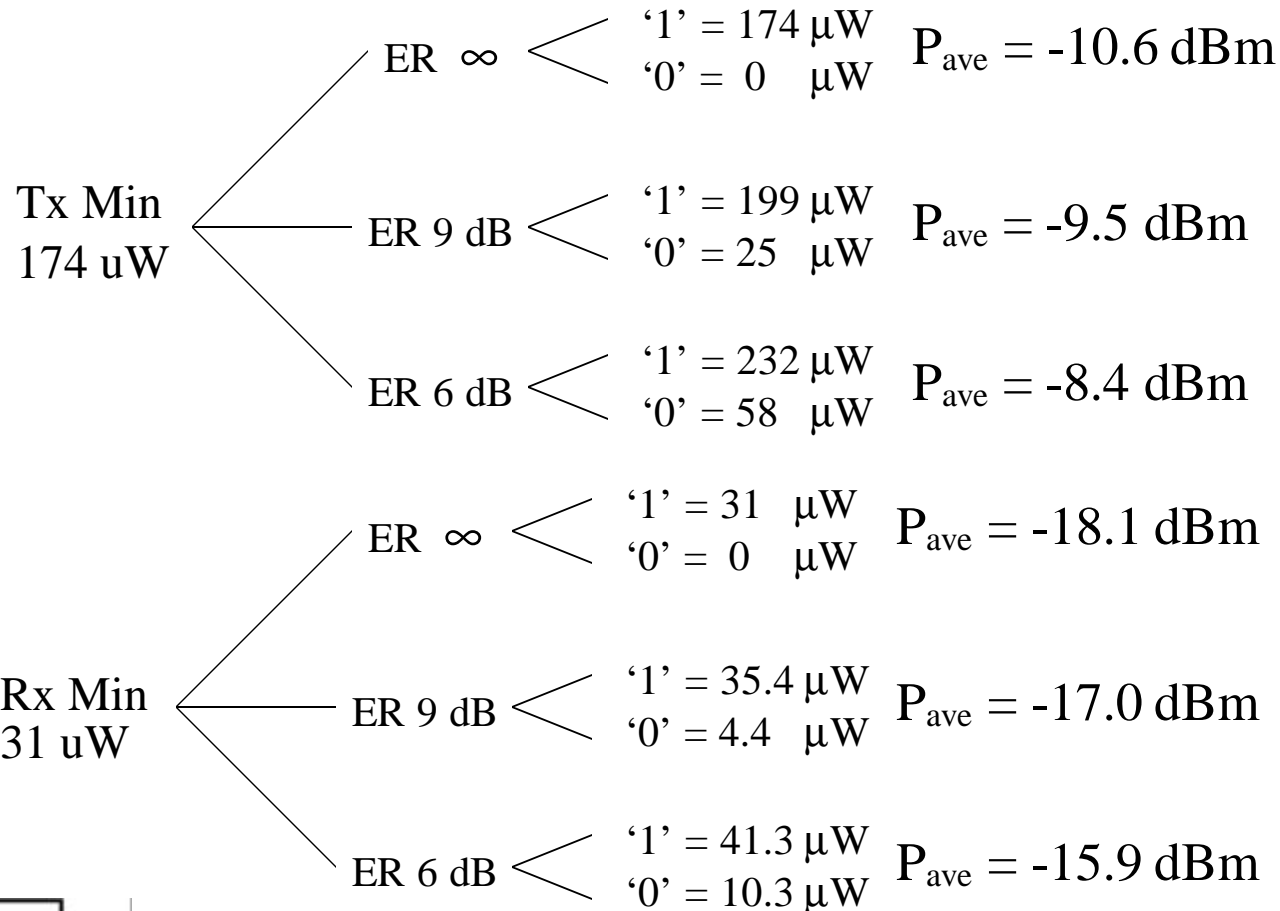 ‘1’ = 174 µW
ER ∞
‘0’ = 0 µW
P_ave = -10.6 dBm
Tx Min
174 uW
‘1’ = 199 µW
ER 9 dB
‘0’ = 25 µW
P_ave = -9.5 dBm
‘1’ = 232 µW
ER 6 dB
‘0’ = 58 µW
P_ave = -8.4 dBm
‘1’ = 31 µW
ER ∞
‘0’ = 0 µW
P_ave = -18.1 dBm
Rx Min
31 uW
‘1’ = 35.4 µW
ER 9 dB
‘0’ = 4.4 µW
P_ave = -17.0 dBm
‘1’ = 41.3 µW
ER 6 dB
‘0’ = 10.3 µW
P_ave = -15.9 dBm